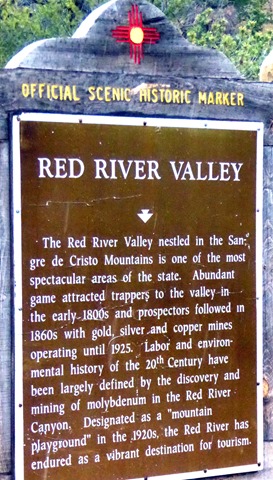 OFFICIAL SCENIC HISTORIC MARKER
RED RIVER VALLEY
The Red River Valley nestled in the San-
gre de Cristo Mountains is one of the most
spectacular areas of the state. Abundant
game attracted trappers to the valley in
the early 1800s and prospectors followed in
1860s with gold, silver and copper mines
operating until 1925. Labor and environ-
mental history of the 20th Century have
been largely defined by the discovery and
mining of molybdenum in the Red River
Canyon. Designated as a "mountain
playground" in the 1920s, the Red River has
endured as a vibrant destination for tourism.